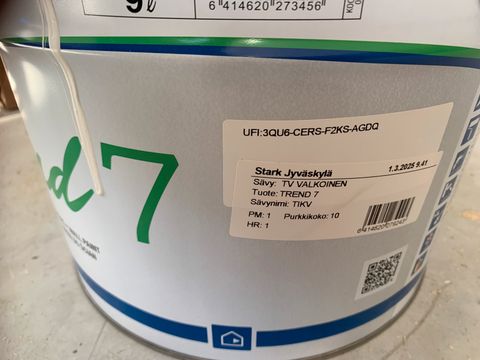 9ℓ
6 414620 273456
nd 7
UFI:3QU6-CERS-F2KS-AGDQ
Stark Jyväskylä 1.3.2025 9.41
Sävy: TV VALKOINEN
Tuote: TREND 7
Sävynimi: TIKV
PM: 1 Purkkikoko: 10
HR: 1
PAINT